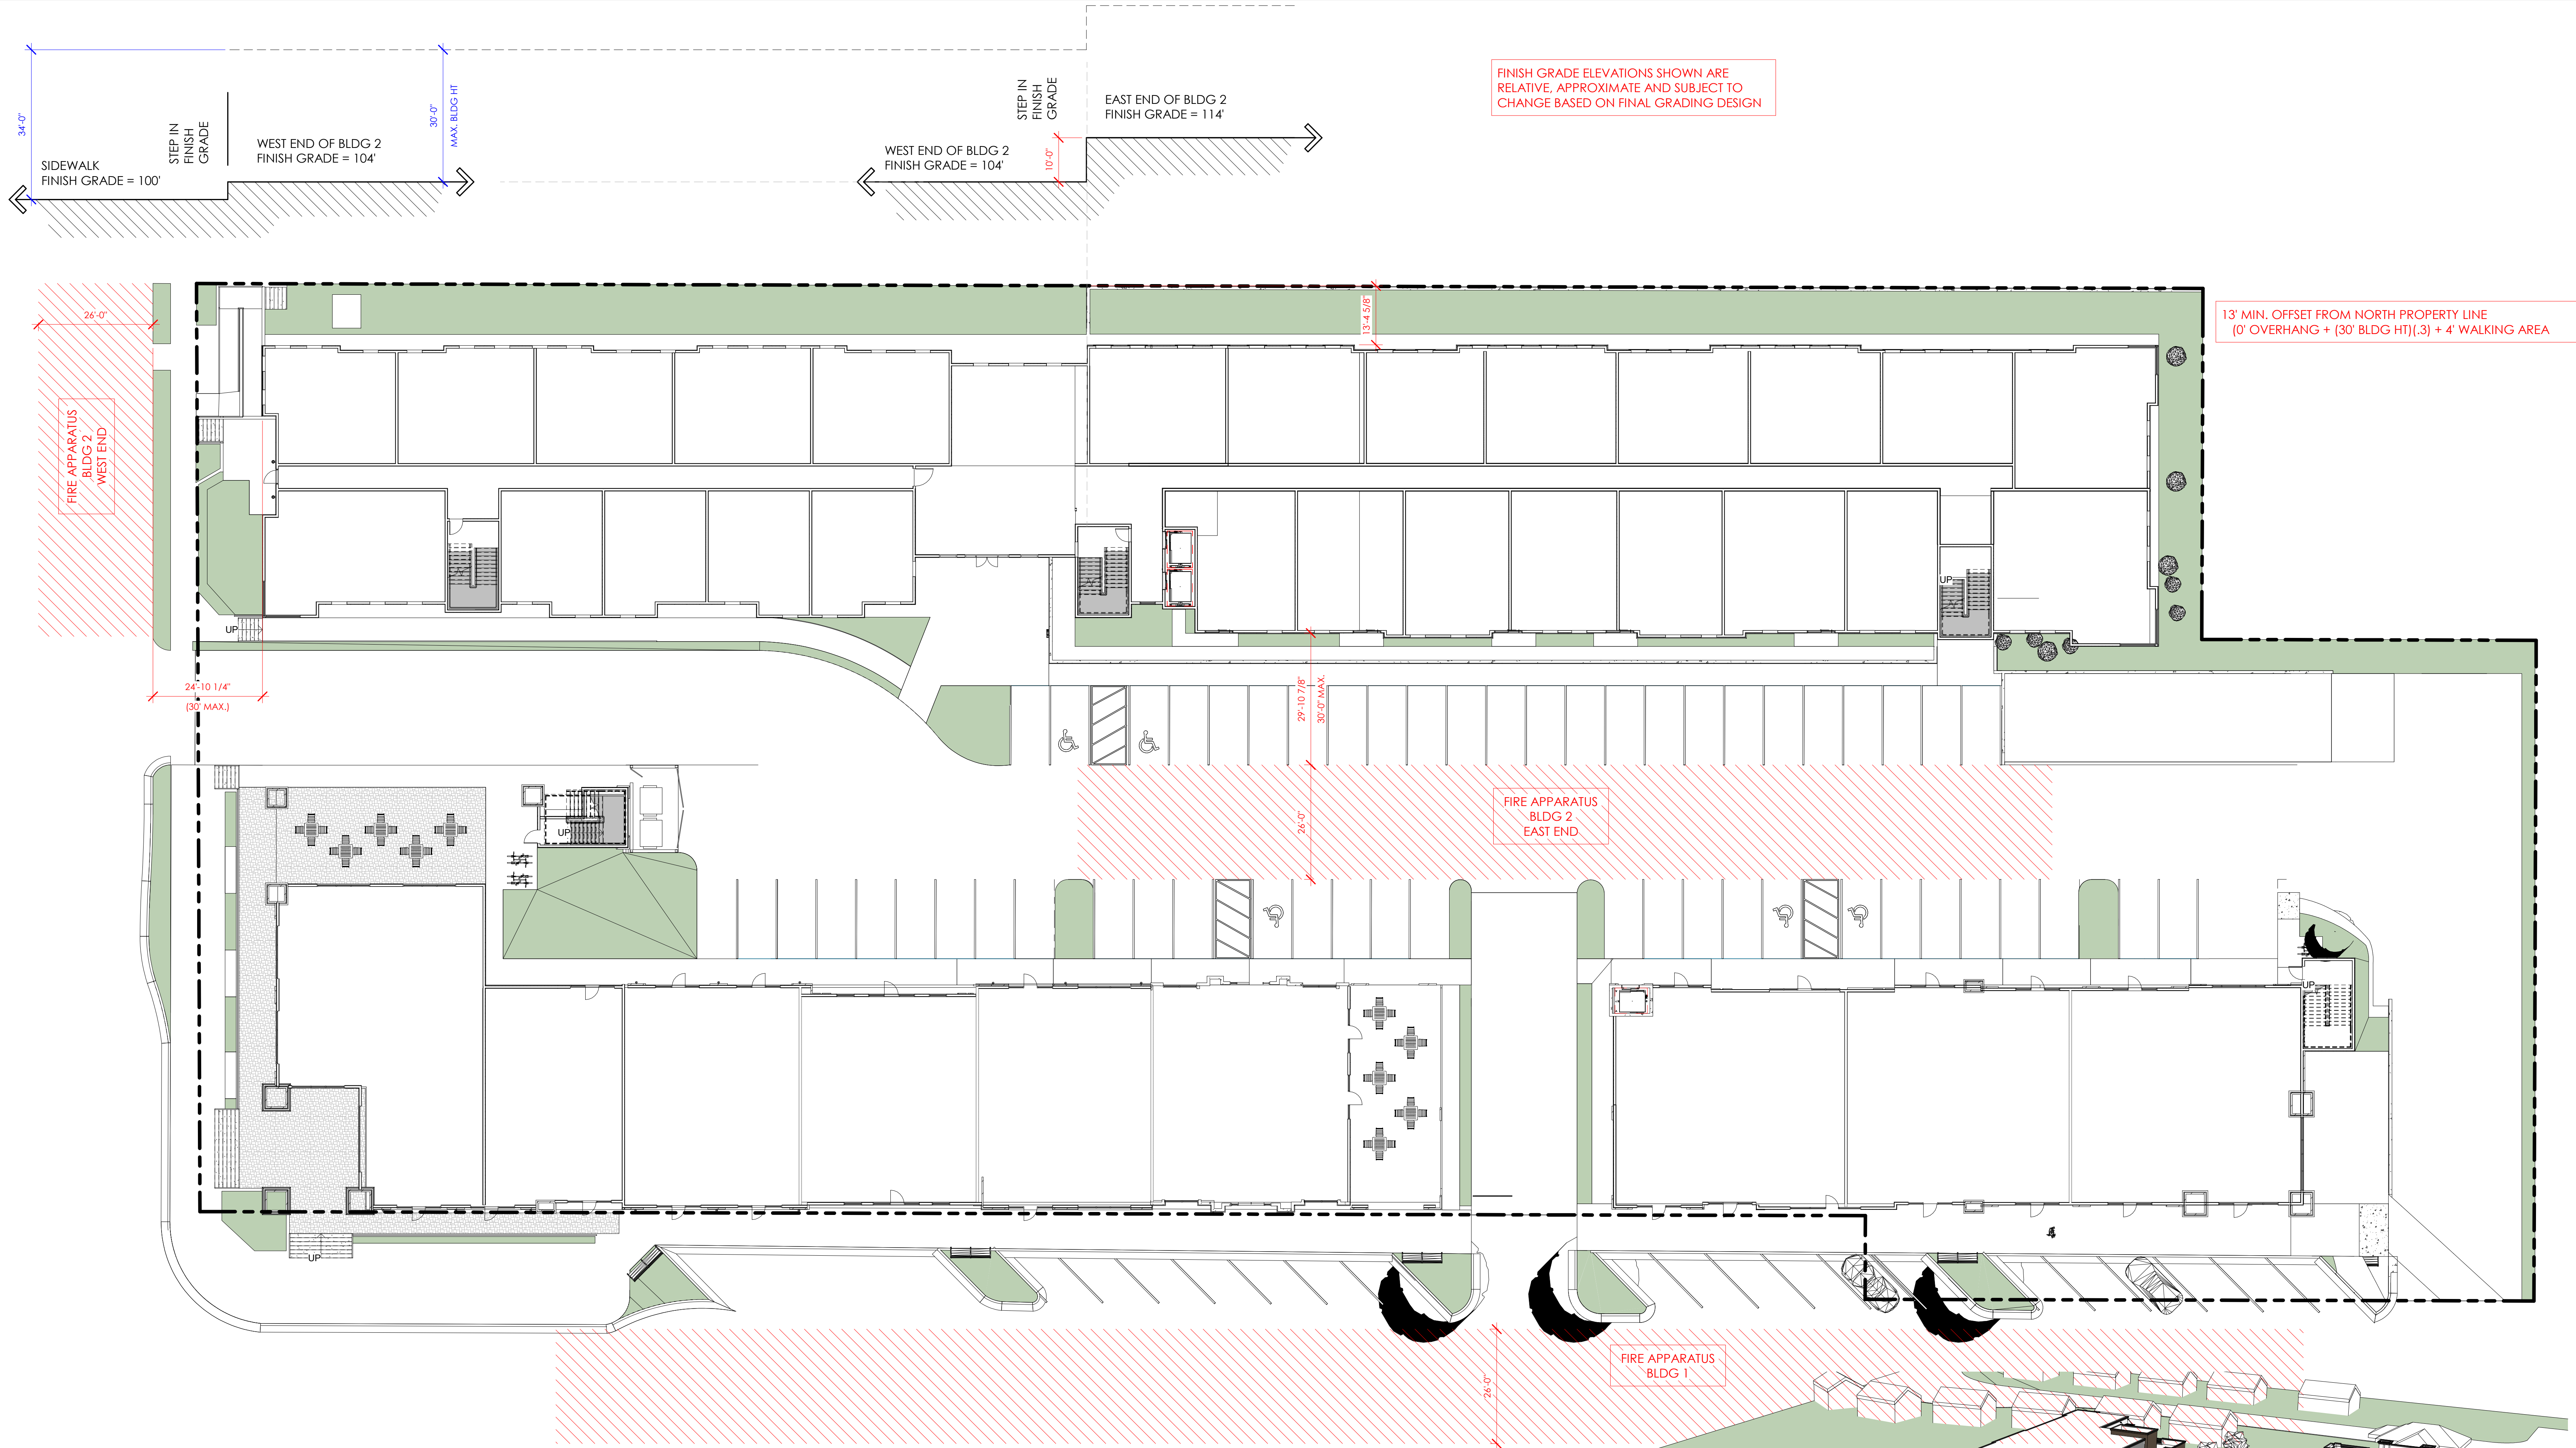 34'-0"
SIDEWALK
FINISH GRADE = 100'
STEP IN
FINISH
GRADE
WEST END OF BLDG 2
FINISH GRADE = 104'
30'-0"
MAX. BLDG HT
WEST END OF BLDG 2
FINISH GRADE = 104'
STEP IN
FINISH
GRADE
10'-0"
EAST END OF BLDG 2
FINISH GRADE = 114'
FINISH GRADE ELEVATIONS SHOWN ARE
RELATIVE, APPROXIMATE AND SUBJECT TO
CHANGE BASED ON FINAL GRADING DESIGN
26'-0"
13'-4 5/8"
13' MIN. OFFSET FROM NORTH PROPERTY LINE
(0' OVERHANG + (30' BLDG HT)(.3) + 4' WALKING AREA
FIRE APPARATUS
BLDG 2
WEST END
UP
UP
24'-10 1/4"
(30' MAX.)
29'-10 7/8"
30'-0" MAX.
UP
26'-0"
FIRE APPARATUS
BLDG 2
EAST END
UP
UP
26'-0"
FIRE APPARATUS
BLDG 1